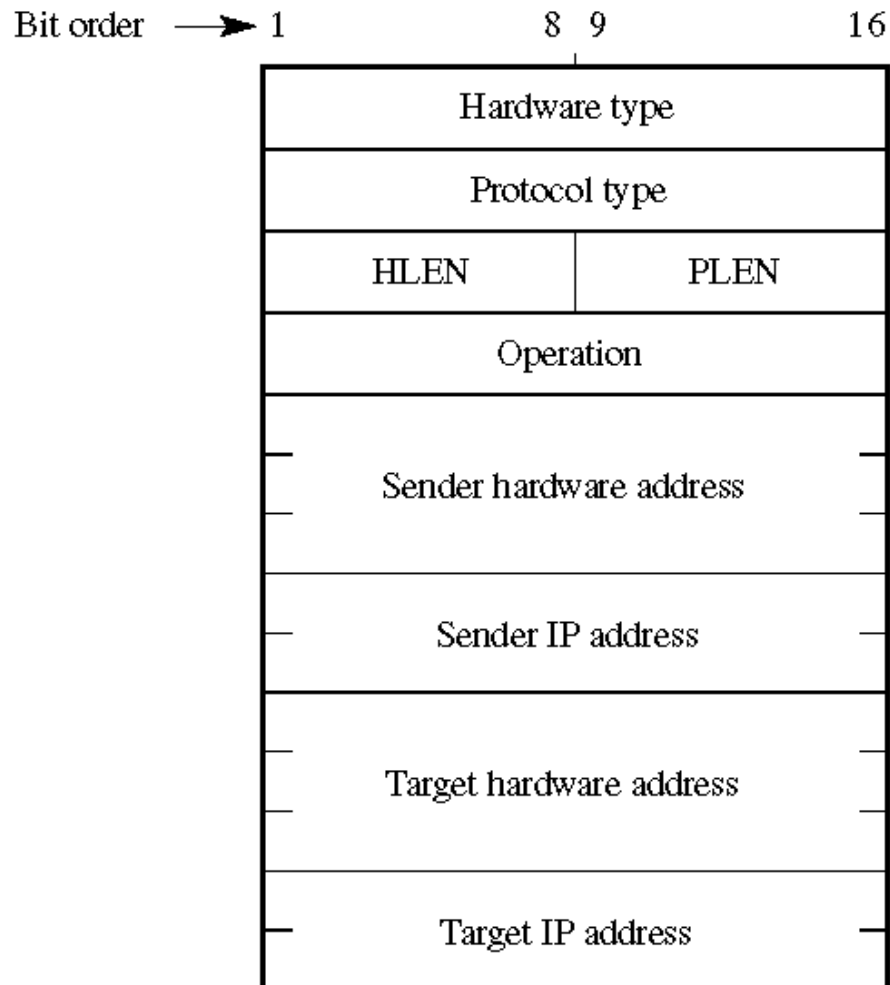 Bit order 1 8 9 16
Hardware type
Protocol type
HLEN PLEN
Operation
Sender hardware address
Sender IP address
Target hardware address
Target IP address